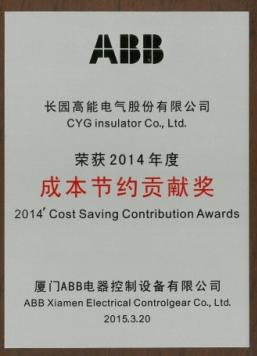 ABB
长园高能电气股份有限公司
CYG insulator Co., Ltd.
荣获2014年度
成本节约贡献奖
2014' Cost Saving Contribution Awards
厦门ABB电器控制设备有限公司
ABB Xiamen Electrical Controlgear Co., Ltd.
2015.3.20